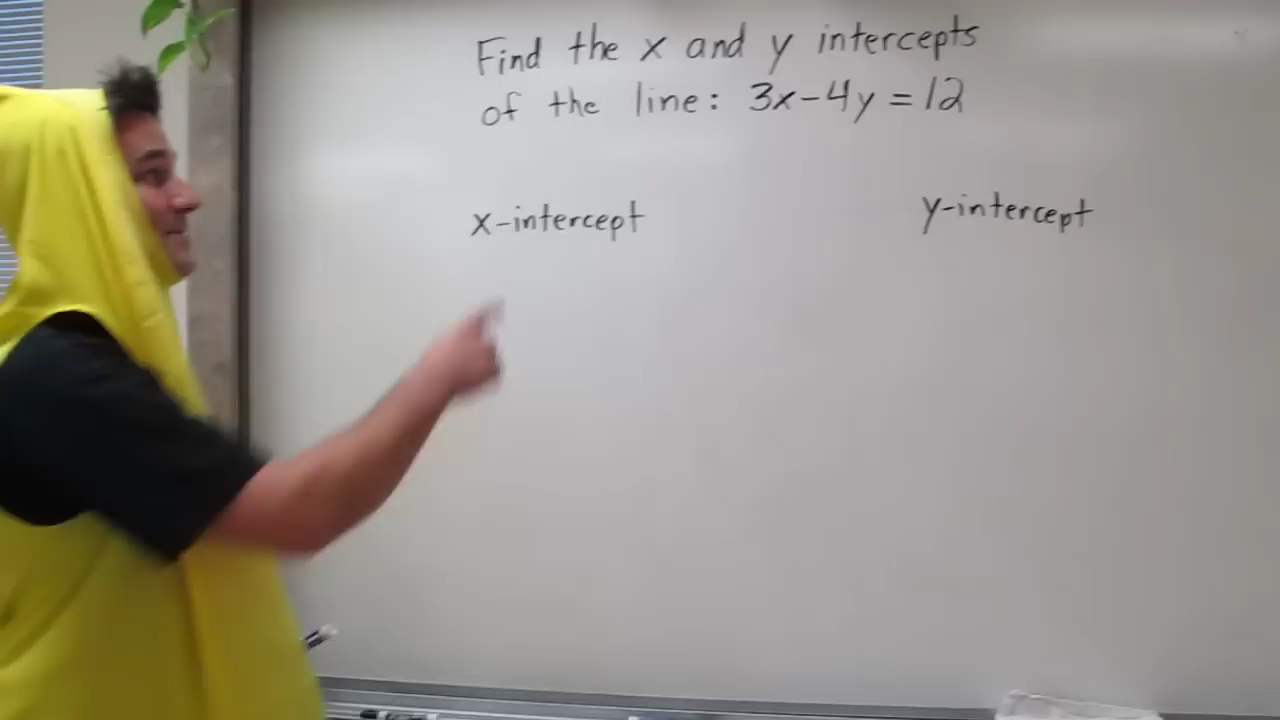 Find the x and y intercepts
of the line: 3x-4y=12
x-intercept
y-intercept